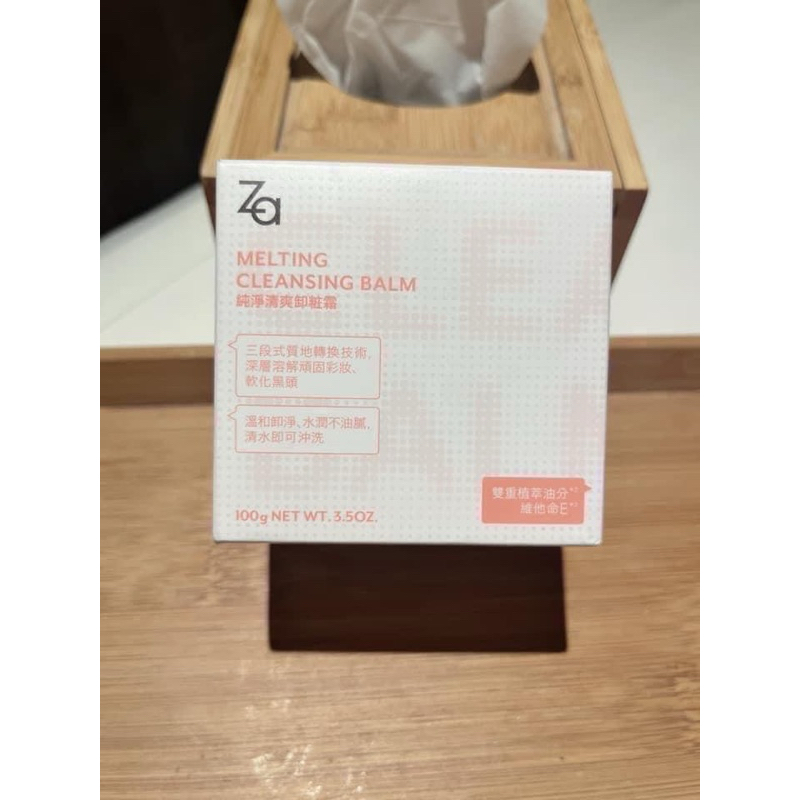 Za
MELTING
CLEANSING BALM
純淨清爽卸粧霜
三段式質地轉換技術,
深層溶解頑固彩妝、
軟化黑頭
溫和卸淨、水潤不油膩,
清水即可沖洗
雙重植萃油分*²
維他命E*³
100g NET WT. 3.5OZ.